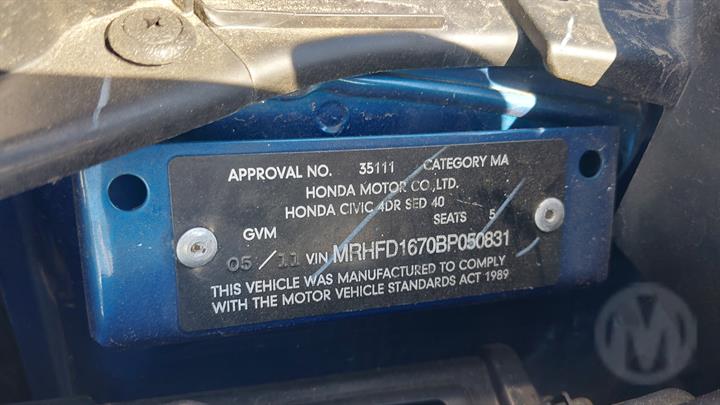 APPROVAL NO. 35111 CATEGORY MA
HONDA MOTOR CO.,LTD.
HONDA CIVIC 4DR SED 40
GVM SEATS 5
05/11 VIN MRHFD1670BP050831
THIS VEHICLE WAS MANUFACTURED TO COMPLY
WITH THE MOTOR VEHICLE STANDARDS ACT 1989
M